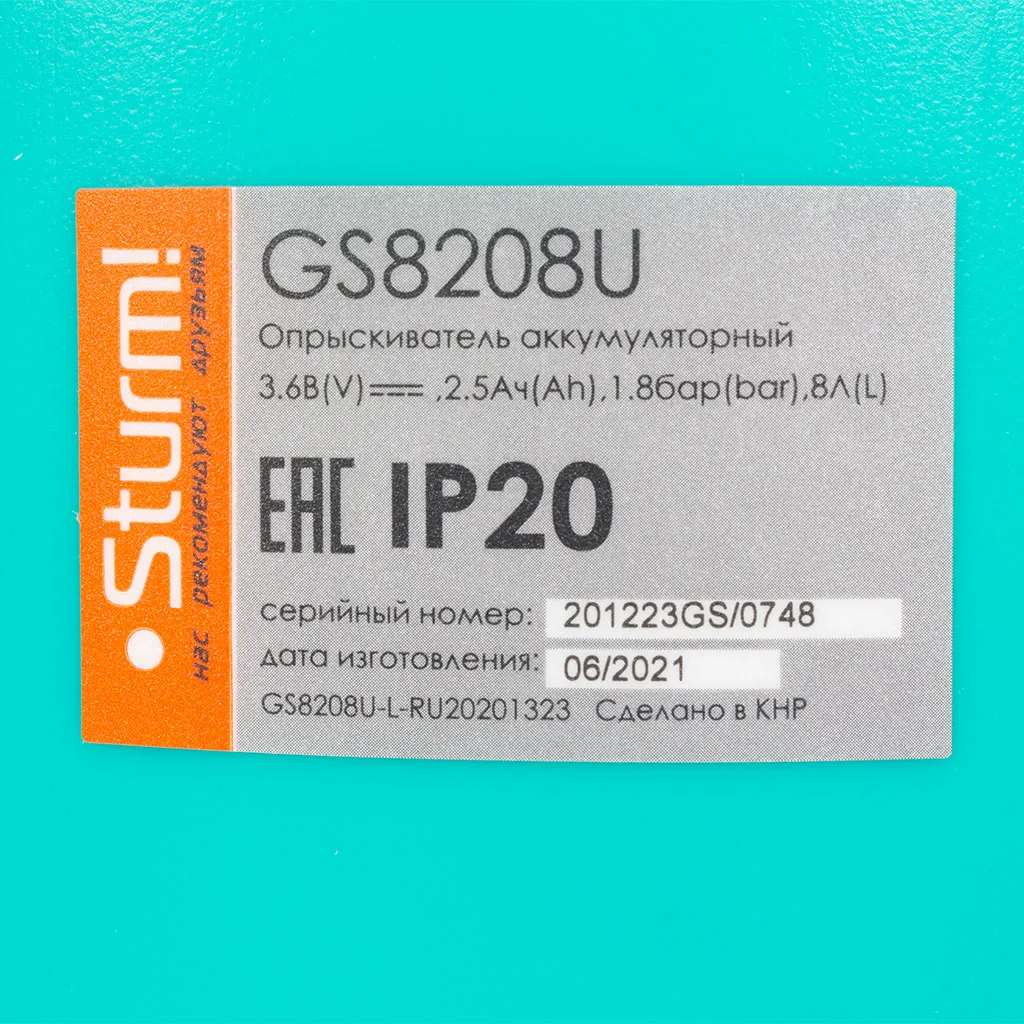 Sturm!
нас рекомендуют друзьям
GS8208U
Опрыскиватель аккумуляторный
3.6В(V)⎓ ,2.5Ач(Ah),1.8бар(bar),8Л(L)
EAC IP20
серийный номер: 201223GS/0748
дата изготовления: 06/2021
GS8208U-L-RU20201323 Сделано в КНР